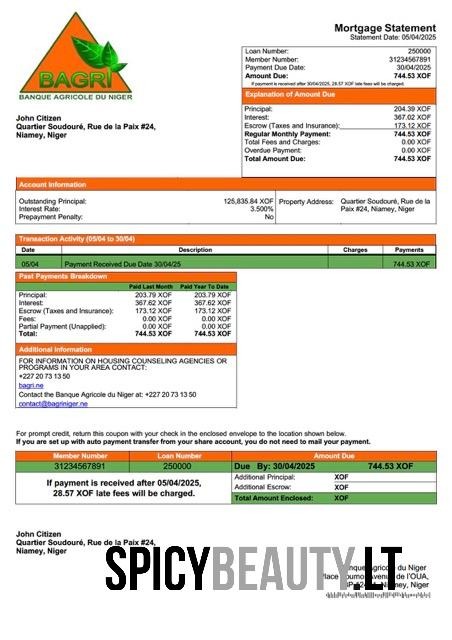 BAGRI
BANQUE AGRICOLE DU NIGER
Mortgage Statement
Statement Date: 05/04/2025
Loan Number: 250000
Member Number: 31234567891
Payment Due Date: 30/04/2025
Amount Due: 744.53 XOF
If payment is received after 30/04/2025, 28.57 XOF late fees will be charged.
Explanation of Amount Due
Principal: 204.39 XOF
Interest: 367.02 XOF
Escrow (Taxes and Insurance): 173.12 XOF
Regular Monthly Payment: 744.53 XOF
Total Fees and Charges: 0.00 XOF
Overdue Payment: 0.00 XOF
Total Amount Due: 744.53 XOF
John Citizen
Quartier Soudouré, Rue de la Paix #24,
Niamey, Niger
Account Information
Outstanding Principal: 125,835.84 XOF
Interest Rate: 3.500%
Prepayment Penalty: No
Property Address: Quartier Soudouré, Rue de la
Paix #24, Niamey, Niger
Transaction Activity (05/04 to 30/04)
Date Description Charges Payments
05/04 Payment Received Due Date 30/04/25 744.53 XOF
Past Payments Breakdown
Paid Last Month Paid Year To Date
Principal: 203.79 XOF 203.79 XOF
Interest: 367.62 XOF 367.62 XOF
Escrow (Taxes and Insurance): 173.12 XOF 173.12 XOF
Fees: 0.00 XOF 0.00 XOF
Partial Payment (Unapplied): 0.00 XOF 0.00 XOF
Total: 744.53 XOF 744.53 XOF
Additional Information
FOR INFORMATION ON HOUSING COUNSELING AGENCIES OR
PROGRAMS IN YOUR AREA CONTACT:
+227 20 73 13 50
bagri.ne
Contact the Banque Agricole du Niger at: +227 20 73 13 50
contact@bagriniger.ne
For prompt credit, return this coupon with your check in the enclosed envelope to the location shown below.
If you are set up with auto payment transfer from your share account, you do not need to mail your payment.
Member Number Loan Number Amount Due
31234567891 250000 Due By: 30/04/2025 744.53 XOF
If payment is received after 05/04/2025,
28.57 XOF late fees will be charged.
Additional Principal: XOF
Additional Escrow: XOF
Total Amount Enclosed: XOF
John Citizen
Quartier Soudouré, Rue de la Paix #24,
Niamey, Niger
SPICYBEAUTY.LT
Agricole du Niger
Place de l'OUA,
Niger